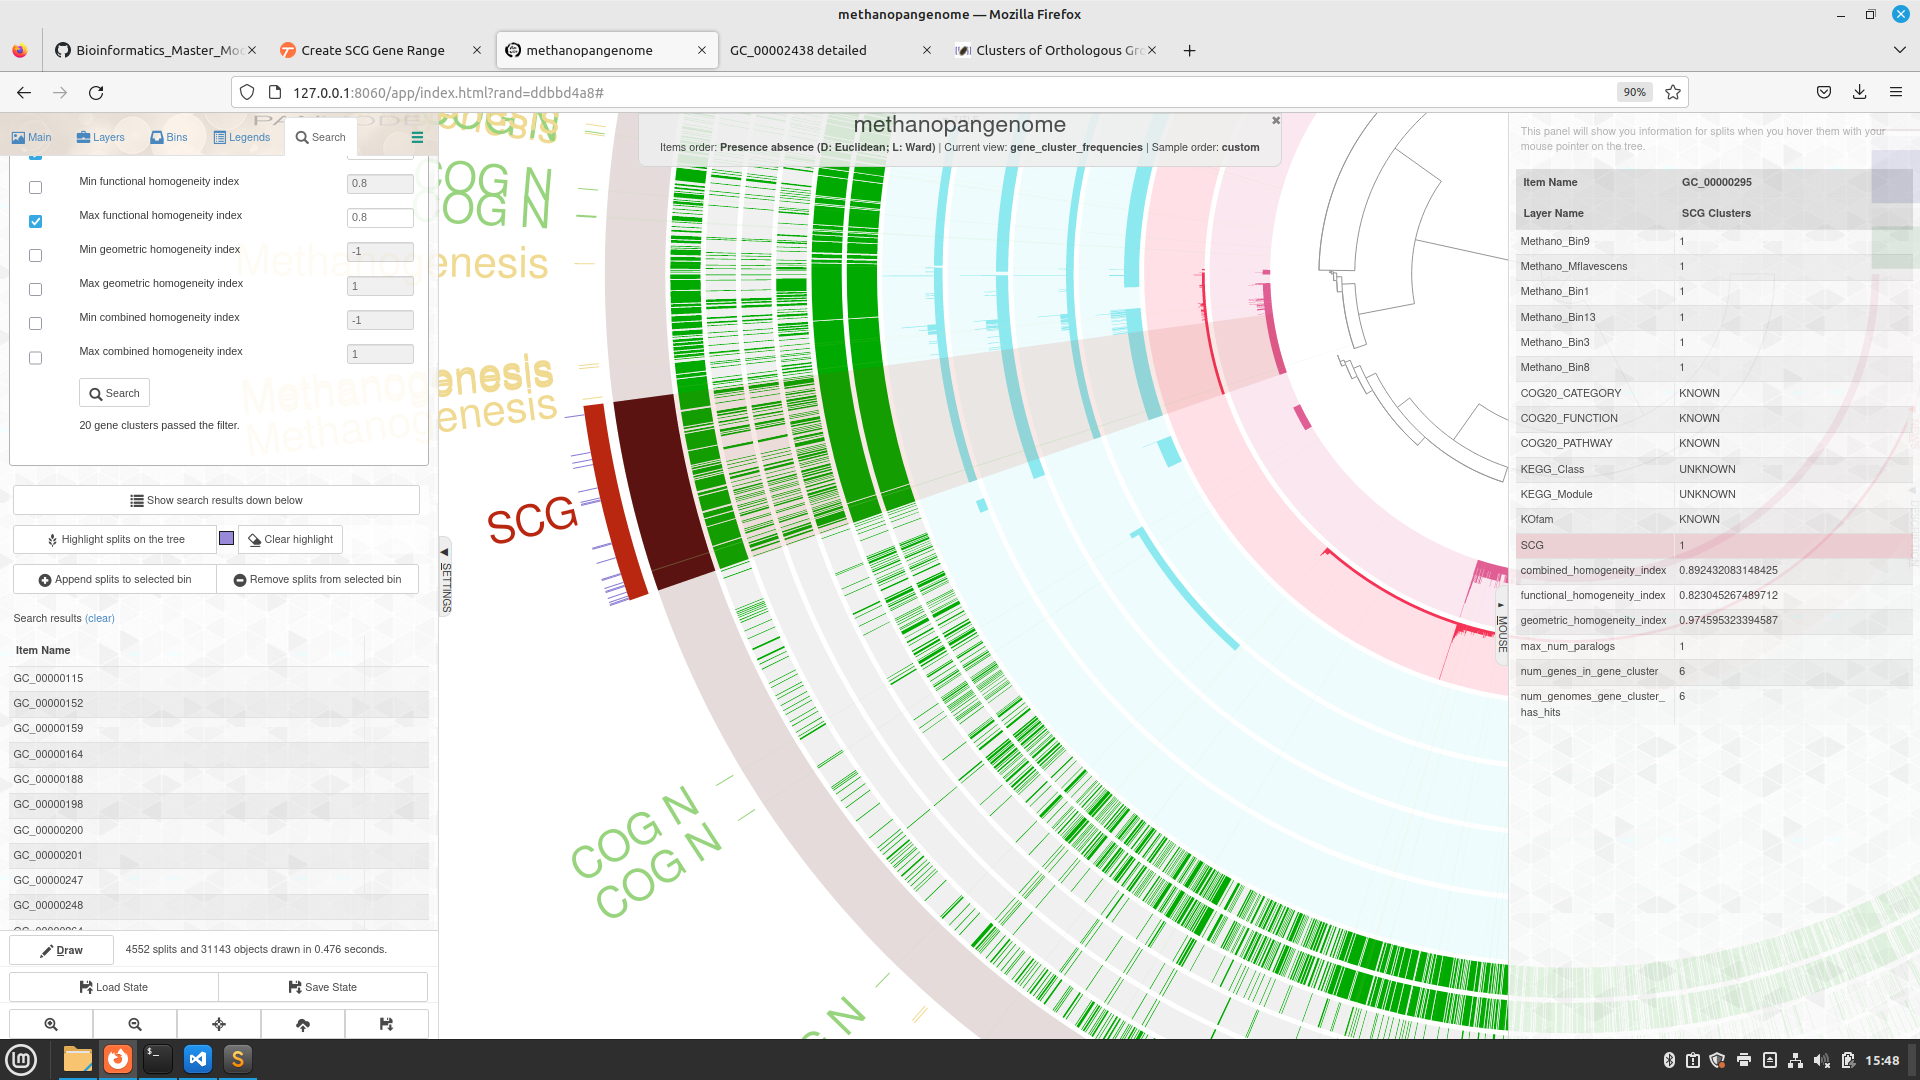 methanopangenome — Mozilla Firefox
Bioinformatics_Master_Mo
Create SCG Gene Range
methanopangenome
GC_00002438 detailed
Clusters of Orthologous Gr
127.0.0.1:8060/app/index.html?rand=ddbbd4a8#
90%
Main
Layers
Bins
Legends
Search
Min functional homogeneity index
0.8
Max functional homogeneity index
0.8
Min geometric homogeneity index
-1
Max geometric homogeneity index
1
Min combined homogeneity index
-1
Max combined homogeneity index
1
Search
20 gene clusters passed the filter.
Show search results down below
Highlight splits on the tree
Clear highlight
Append splits to selected bin
Remove splits from selected bin
Search results (clear)
Item Name
GC_00000115
GC_00000152
GC_00000159
GC_00000164
GC_00000188
GC_00000198
GC_00000200
GC_00000201
GC_00000247
GC_00000248
Draw
4552 splits and 31143 objects drawn in 0.476 seconds.
Load State
Save State
SETTINGS
methanopangenome
Items order: Presence absence (D: Euclidean; L: Ward) | Current view: gene_cluster_frequencies | Sample order: custom
COG N
COG N
Methanogenesis
Methanogenesis
Methanogenesis
SCG
COG N
COG N
G N
MOUSE
This panel will show you information for splits when you hover them with your
mouse pointer on the tree.
Item Name GC_00000295
Layer Name SCG Clusters
Methano_Bin9 1
Methano_Mflavescens 1
Methano_Bin1 1
Methano_Bin13 1
Methano_Bin3 1
Methano_Bin8 1
COG20_CATEGORY KNOWN
COG20_FUNCTION KNOWN
COG20_PATHWAY KNOWN
KEGG_Class UNKNOWN
KEGG_Module UNKNOWN
KOfam KNOWN
SCG 1
combined_homogeneity_index 0.892432083148425
functional_homogeneity_index 0.823045267489712
geometric_homogeneity_index 0.974595323394587
max_num_paralogs 1
num_genes_in_gene_cluster 6
num_genomes_gene_cluster_
has_hits 6
15:48